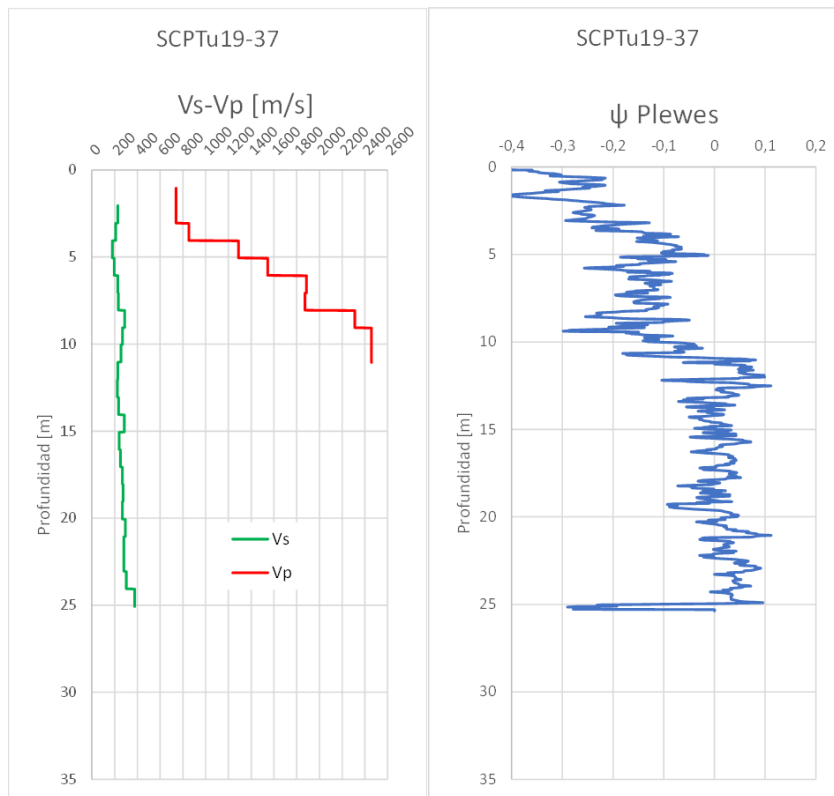 SCPTu19-37
Vs-Vp [m/s]
0 200 400 600 800 1000 1200 1400 1600 1800 2000 2200 2400 2600
0
5
10
15
20
25
30
35
Profundidad [m]
Vs
Vp
SCPTu19-37
ψ Plewes
-0,4 -0,3 -0,2 -0,1 0 0,1 0,2
0
5
10
15
20
25
30
35
Profundidad [m]